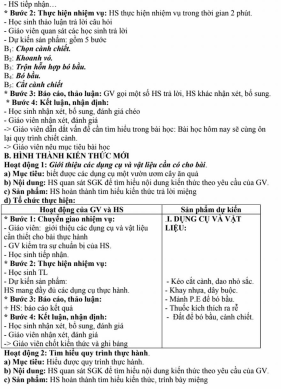 - HS tiếp nhận…
* Bước 2: Thực hiện nhiệm vụ: HS thực hiện nhiệm vụ trong thời gian 2 phút.
- Học sinh thảo luận trả lời câu hỏi
- Giáo viên quan sát các học sinh trả lời
- Dự kiến sản phẩm: gồm 5 bước
B₁: Chọn cành chiết.
B₂: Khoanh vỏ.
B₃: Trộn hỗn hợp bó bầu.
B₄: Bó bầu.
B₅: Cắt cành chiết
* Bước 3: Báo cáo, thảo luận: GV gọi một số HS trả lời, HS khác nhận xét, bổ sung.
* Bước 4: Kết luận, nhận định:
- Học sinh nhận xét, bổ sung, đánh giá chéo
- Giáo viên nhận xét, đánh giá
-> Giáo viên dẫn dắt vấn đề cần tìm hiểu trong bài học: Bài học hôm nay sẽ củng ôn
lại quy trình chiết cành.
-> Giáo viên nêu mục tiêu bài học
B. HÌNH THÀNH KIẾN THỨC MỚI
Hoạt động 1: Giới thiệu các dụng cụ và vật liệu cần có cho bài.
a) Mục tiêu: biết được các dụng cụ một vườn ươm cây ăn quả
b) Nội dung: HS quan sát SGK để tìm hiểu nội dung kiến thức theo yêu cầu của GV.
c) Sản phẩm: HS hoàn thành tìm hiểu kiến thức trả lời miệng
d) Tổ chức thực hiện:
Hoạt động của GV và HS
Sản phẩm dự kiến
* Bước 1: Chuyển giao nhiệm vụ:
- Giáo viên: giới thiệu các dụng cụ và vật liệu
cần thiết cho bài thực hành
- GV kiểm tra sự chuẩn bị của HS.
- Học sinh tiếp nhận.
* Bước 2: Thực hiện nhiệm vụ:
- Học sinh TL
- Dự kiến sản phẩm:
HS mang đầy đủ các dụng cụ thực hành.
* Bước 3: Báo cáo, thảo luận:
+ HS: báo cáo kết quả
* Bước 4: Kết luận, nhận định:
- Học sinh nhận xét, bổ sung, đánh giá
- Giáo viên nhận xét, đánh giá
-> Giáo viên chốt kiến thức và ghi bảng
I. DỤNG CỤ VÀ VẬT
LIỆU:
- Kéo cắt cành, dao nhỏ sắc.
- Khay nhựa, dây buộc.
- Mảnh P.E để bó bầu.
- Thuốc kích thích ra rễ
- Đất để bó bầu, cành chiết.
Hoạt động 2: Tìm hiểu quy trình thực hành.
a) Mục tiêu: Hiểu được quy trình thực hành.
b) Nội dung: HS quan sát SGK để tìm hiểu nội dung kiến thức theo yêu cầu của GV.
c) Sản phẩm: HS hoàn thành tìm hiểu kiến thức, trình bày miệng